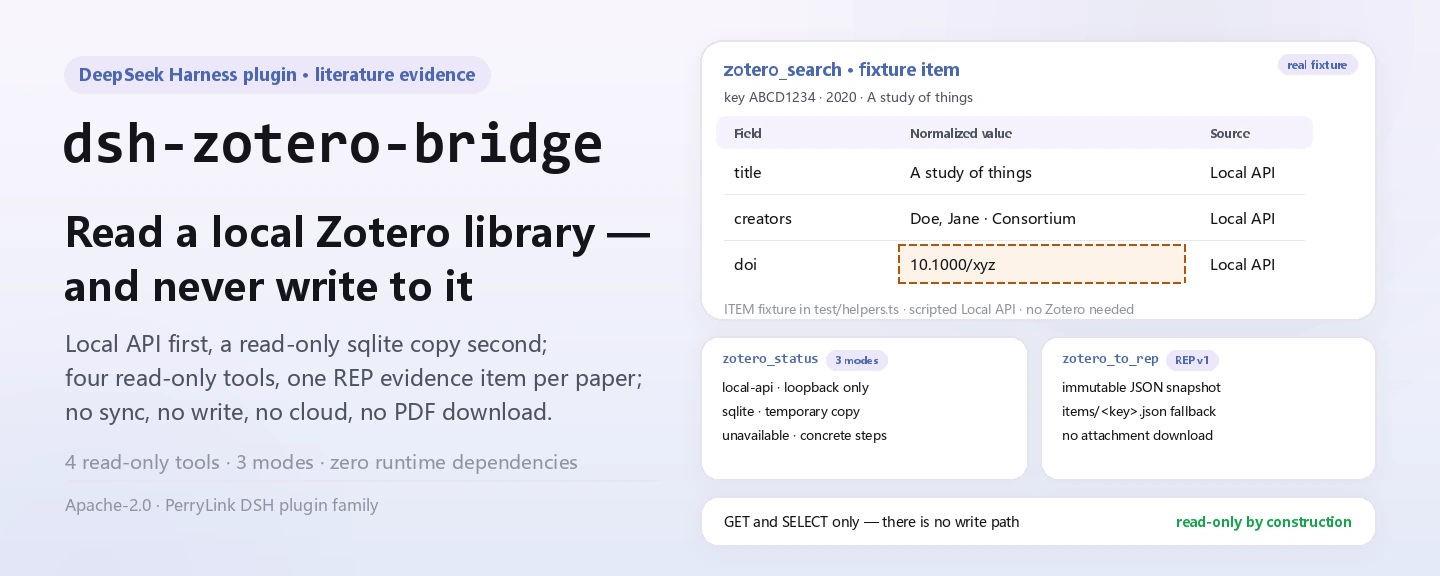 DeepSeek Harness plugin • literature evidence
dsh-zotero-bridge
Read a local Zotero library —
and never write to it
Local API first, a read-only sqlite copy second;
four read-only tools, one REP evidence item per paper;
no sync, no write, no cloud, no PDF download.
4 read-only tools · 3 modes · zero runtime dependencies
Apache-2.0 · PerryLink DSH plugin family
zotero_search • fixture item
real fixture
key ABCD1234 · 2020 · A study of things
Field Normalized value Source
title A study of things Local API
creators Doe, Jane · Consortium Local API
doi 10.1000/xyz Local API
ITEM fixture in test/helpers.ts · scripted Local API · no Zotero needed
zotero_status 3 modes
local-api · loopback only
sqlite · temporary copy
unavailable · concrete steps
zotero_to_rep REP v1
immutable JSON snapshot
items/<key>.json fallback
no attachment download
GET and SELECT only — there is no write path
read-only by construction